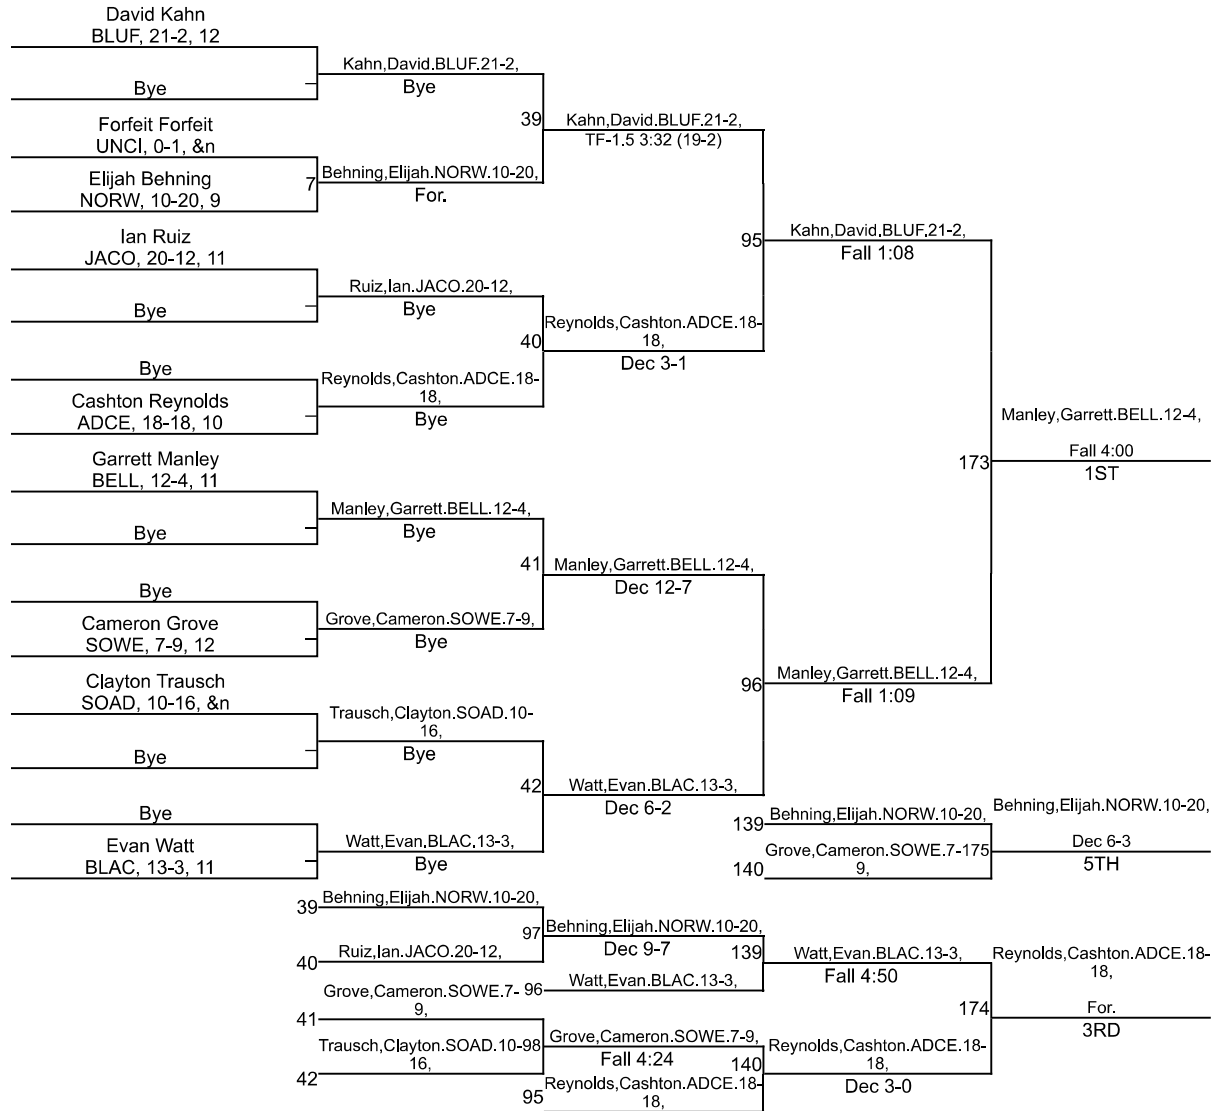 David Kahn
BLUF, 21-2, 12
Bye
Forfeit Forfeit
UNCI, 0-1, &n
Elijah Behning
NORW, 10-20, 9
Ian Ruiz
JACO, 20-12, 11
Bye
Bye
Cashton Reynolds
ADCE, 18-18, 10
Garrett Manley
BELL, 12-4, 11
Bye
Bye
Cameron Grove
SOWE, 7-9, 12
Clayton Trausch
SOAD, 10-16, &n
Bye
Bye
Evan Watt
BLAC, 13-3, 11
Kahn,David.BLUF.21-2,
Bye
7
Behning,Elijah.NORW.10-20,
For.
Ruiz,Ian.JACO.20-12,
Bye
Reynolds,Cashton.ADCE.18-
18,
Bye
Manley,Garrett.BELL.12-4,
Bye
Grove,Cameron.SOWE.7-9,
Bye
Trausch,Clayton.SOAD.10-
16,
Bye
Watt,Evan.BLAC.13-3,
Bye
39
Kahn,David.BLUF.21-2,
TF-1.5 3:32 (19-2)
40
Reynolds,Cashton.ADCE.18-
18,
Dec 3-1
41
Manley,Garrett.BELL.12-4,
Dec 12-7
42
Watt,Evan.BLAC.13-3,
Dec 6-2
95
Kahn,David.BLUF.21-2,
Fall 1:08
96
Manley,Garrett.BELL.12-4,
Fall 1:09
173
Manley,Garrett.BELL.12-4,
Fall 4:00
1ST
139
Behning,Elijah.NORW.10-20,
140
Grove,Cameron.SOWE.7-
9,
175
Behning,Elijah.NORW.10-20,
Dec 6-3
5TH
39
Behning,Elijah.NORW.10-20,
40
Ruiz,Ian.JACO.20-12,
41
Grove,Cameron.SOWE.7-
9,
42
Trausch,Clayton.SOAD.10-
16,
97
Behning,Elijah.NORW.10-20,
Dec 9-7
96
Watt,Evan.BLAC.13-3,
98
Grove,Cameron.SOWE.7-9,
Fall 4:24
95
Reynolds,Cashton.ADCE.18-
18,
139
Watt,Evan.BLAC.13-3,
Fall 4:50
140
Reynolds,Cashton.ADCE.18-
18,
Dec 3-0
174
Reynolds,Cashton.ADCE.18-
18,
For.
3RD